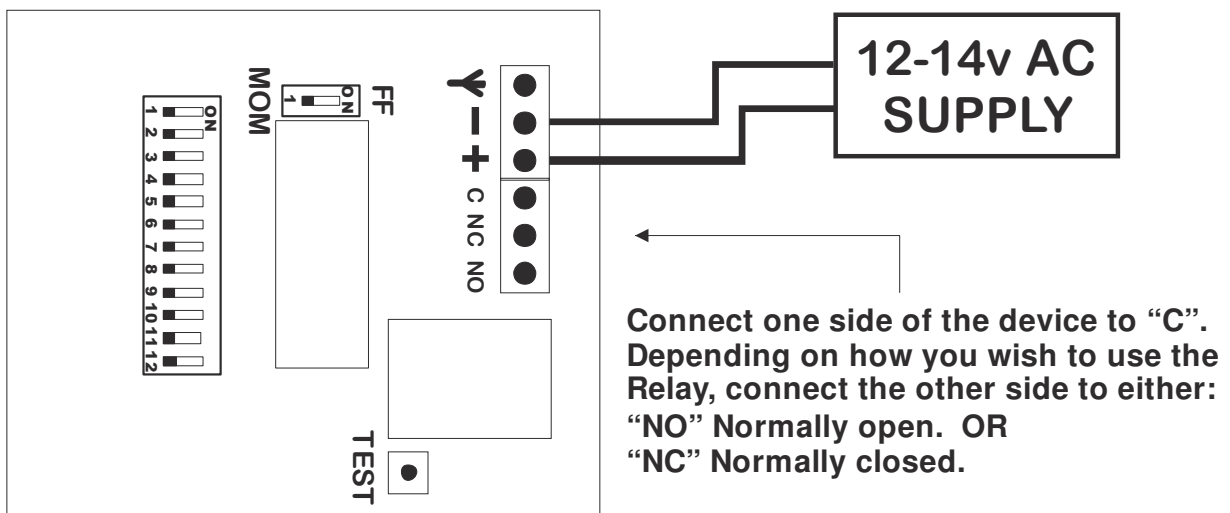 MOM
1
ON
FF
ON
1
2
3
4
5
6
7
8
9
10
11
12
−
+
C
NC
NO
TEST
12-14v AC
SUPPLY
Connect one side of the device to “C”.
Depending on how you wish to use the
Relay, connect the other side to either:
“NO” Normally open.  OR
“NC” Normally closed.